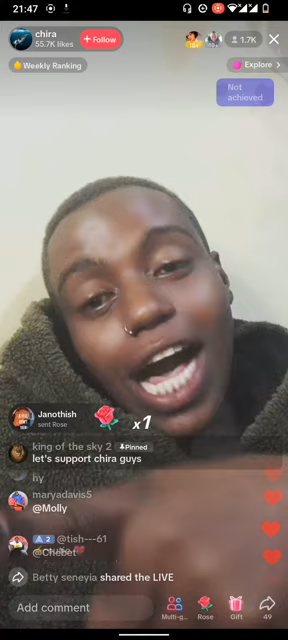 21:47
chira
55.7K likes
+ Follow
1.7K
Weekly Ranking
Explore >
Not
achieved
Janothish
sent Rose
x1
king of the sky 2 Pinned
let's support chira guys
hy
maryadavis5
@Molly
2 @tish---61
@Chebet
Betty seneyia shared the LIVE
Add comment
Multi-g...
Rose
Gift
49